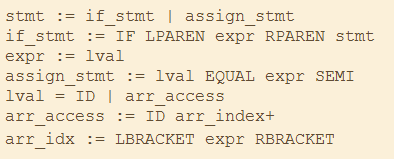 stmt := if_stmt | assign_stmt
if_stmt := IF LPAREN expr RPAREN stmt
expr := lval
assign_stmt := lval EQUAL expr SEMI
lval = ID | arr_access
arr_access := ID arr_index+
arr_idx := LBRACKET expr RBRACKET